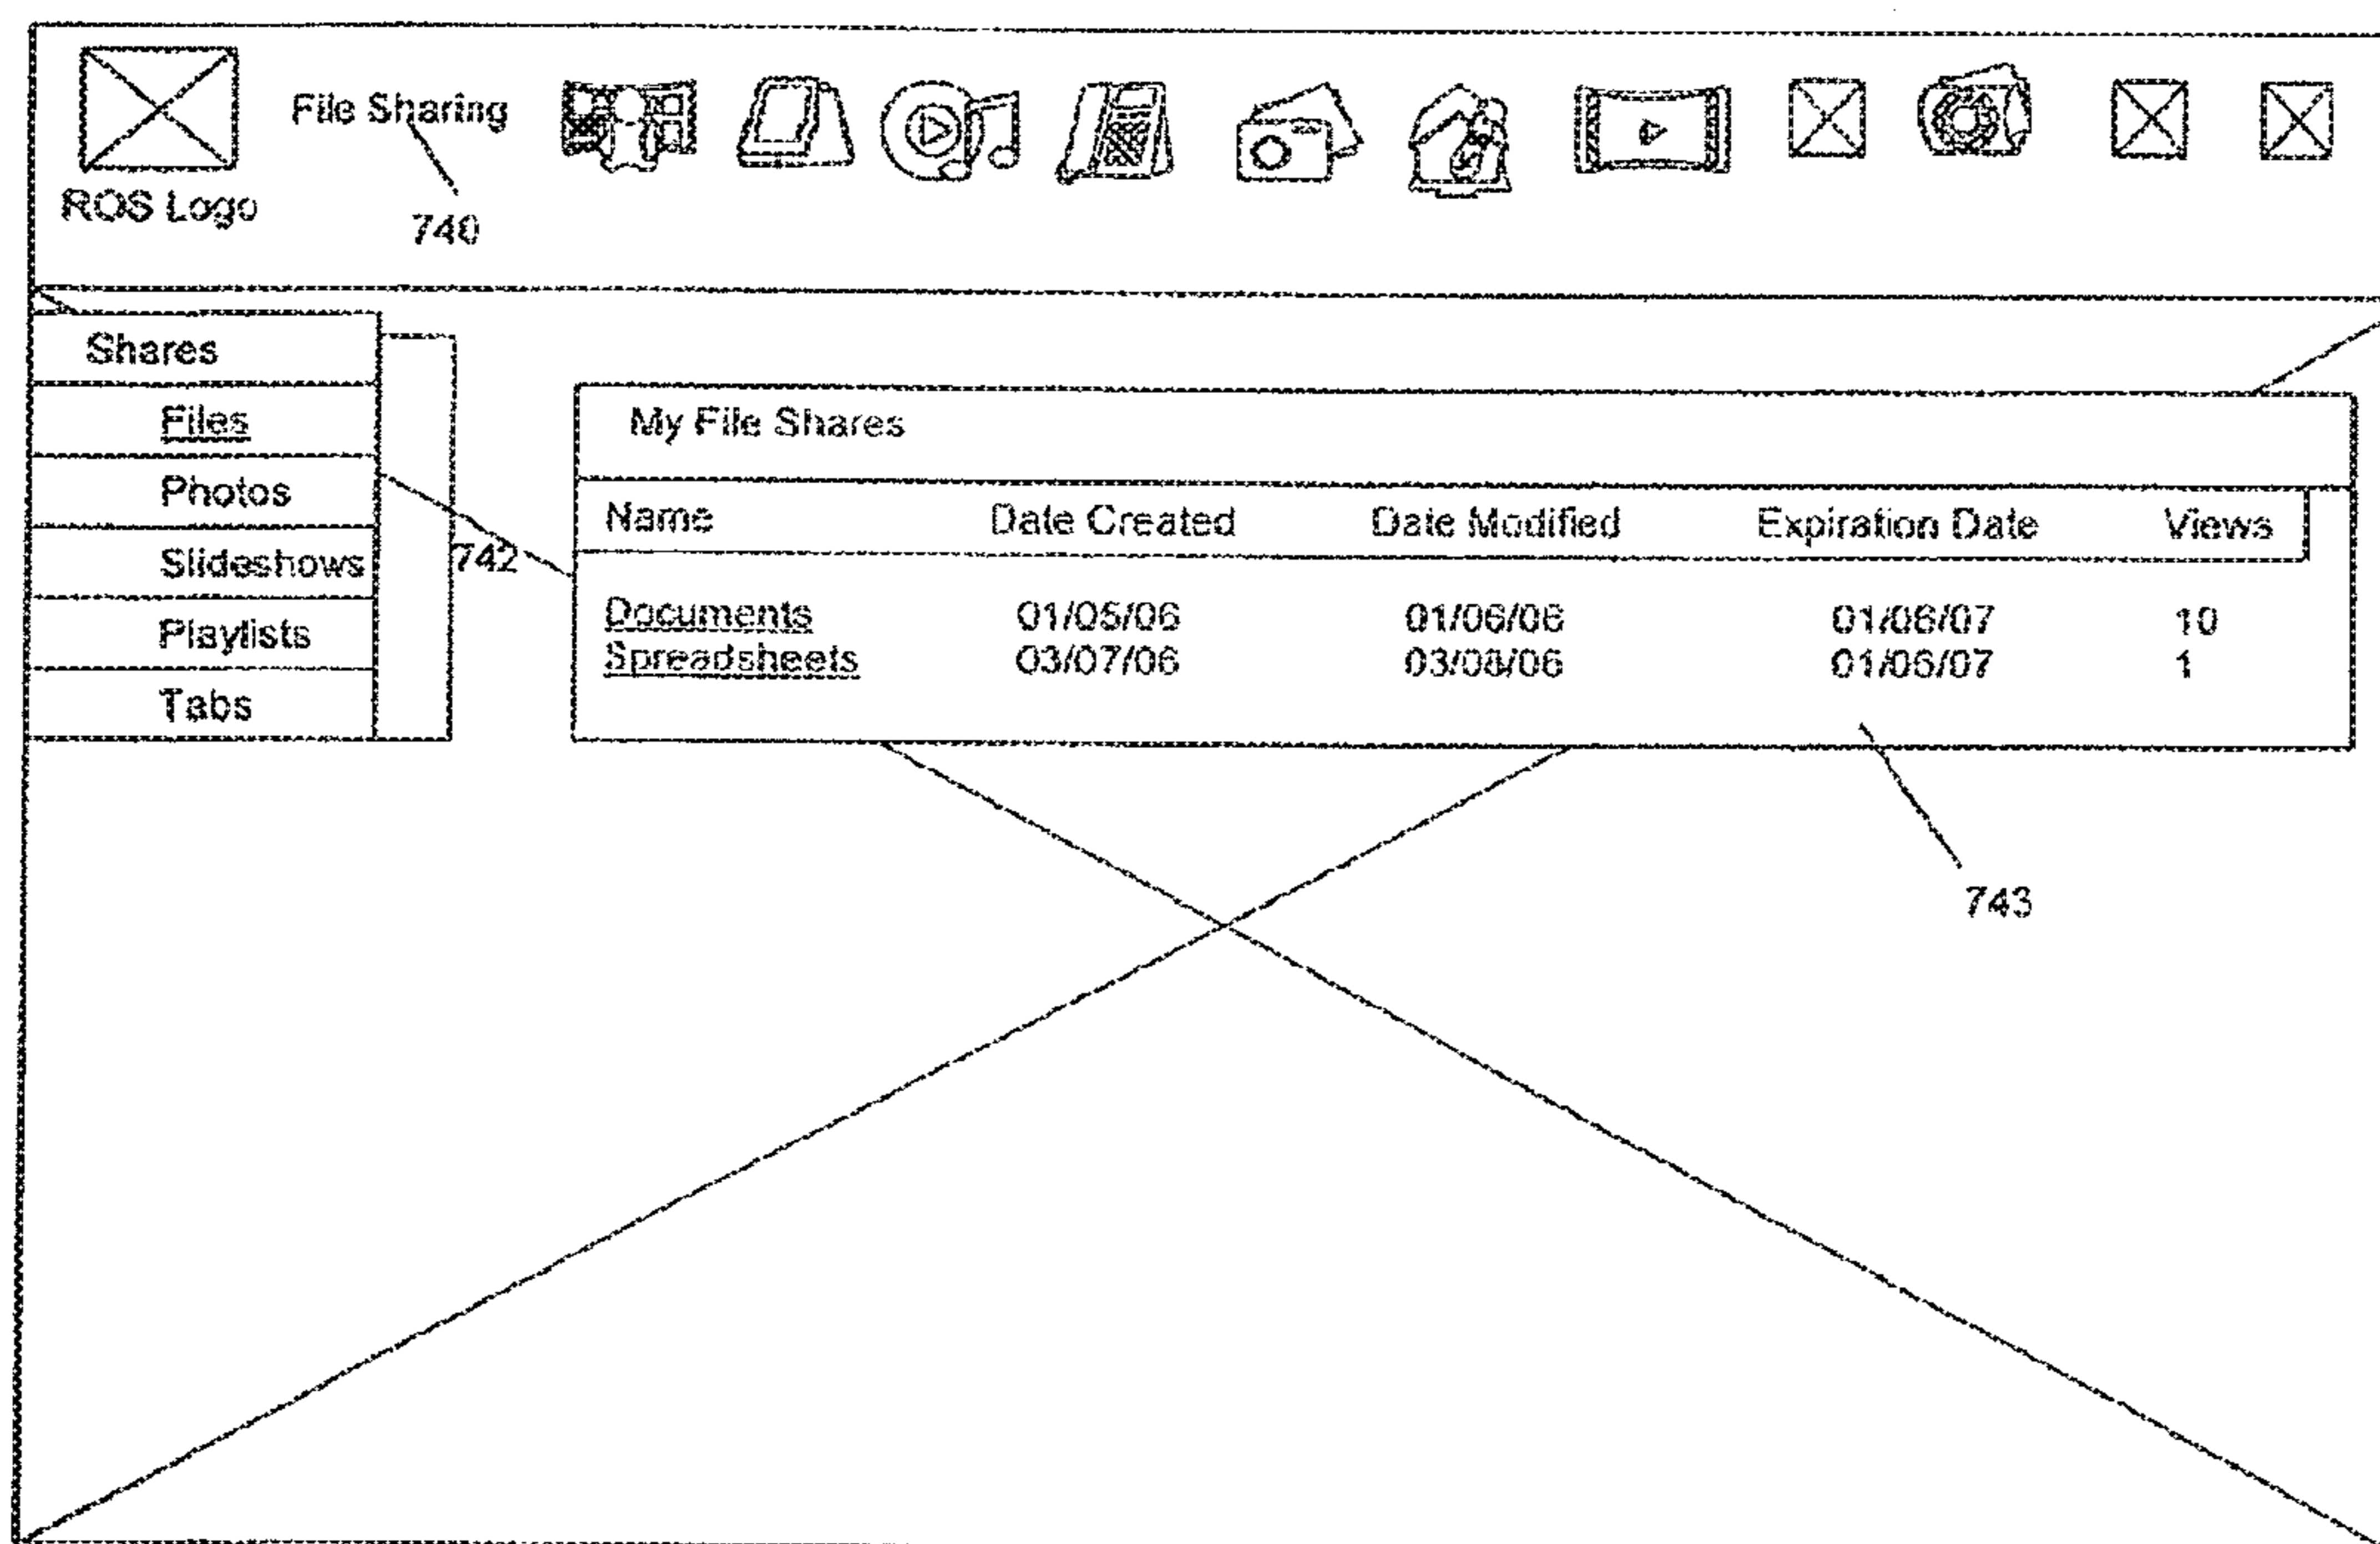 File Sharing
ROS Logo
740
Shares
Files
Photos
Slideshows
Playlists
Tabs
742
My File Shares
Name Date Created Date Modified Expiration Date Views
Documents 01/05/06 01/06/06 01/06/07 10
Spreadsheets 03/07/06 03/08/06 01/06/07 1
743